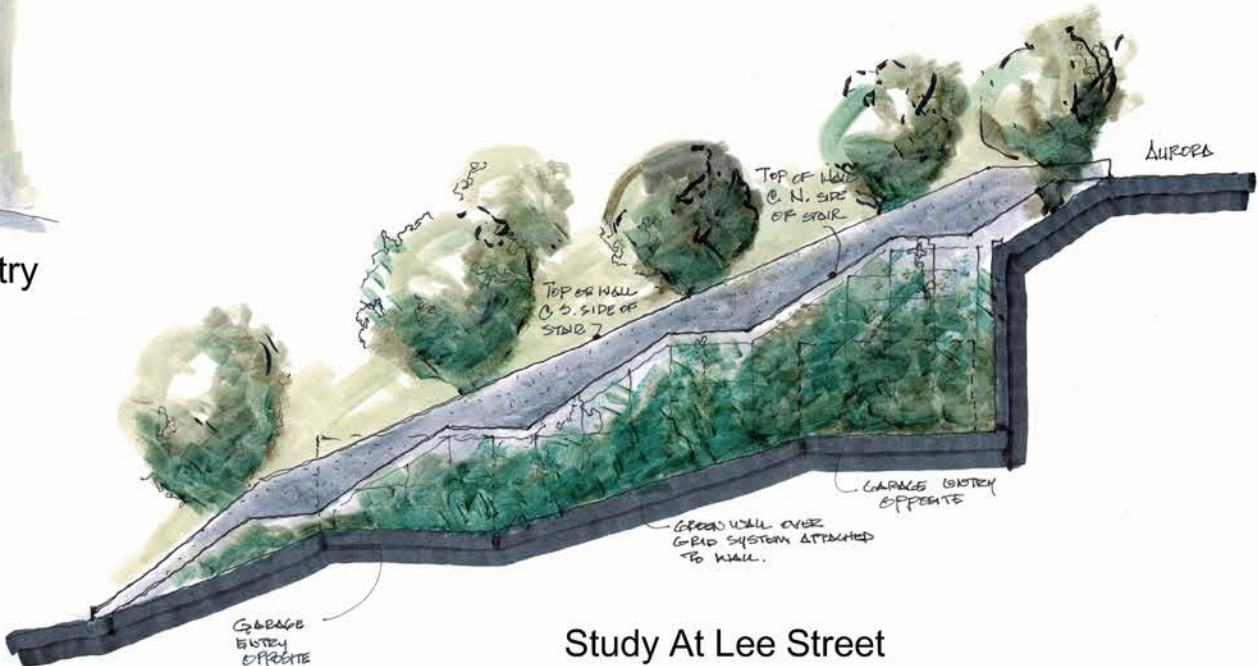 try
AURORA
TOP OF WALL
@ N. SIDE
OF STAIR
TOP OF WALL
@ S. SIDE OF
STAIR
GARAGE ENTRY
OPPOSITE
GREEN WALL OVER
GRID SYSTEM ATTACHED
TO WALL.
GARAGE
ENTRY
OPPOSITE
Study At Lee Street